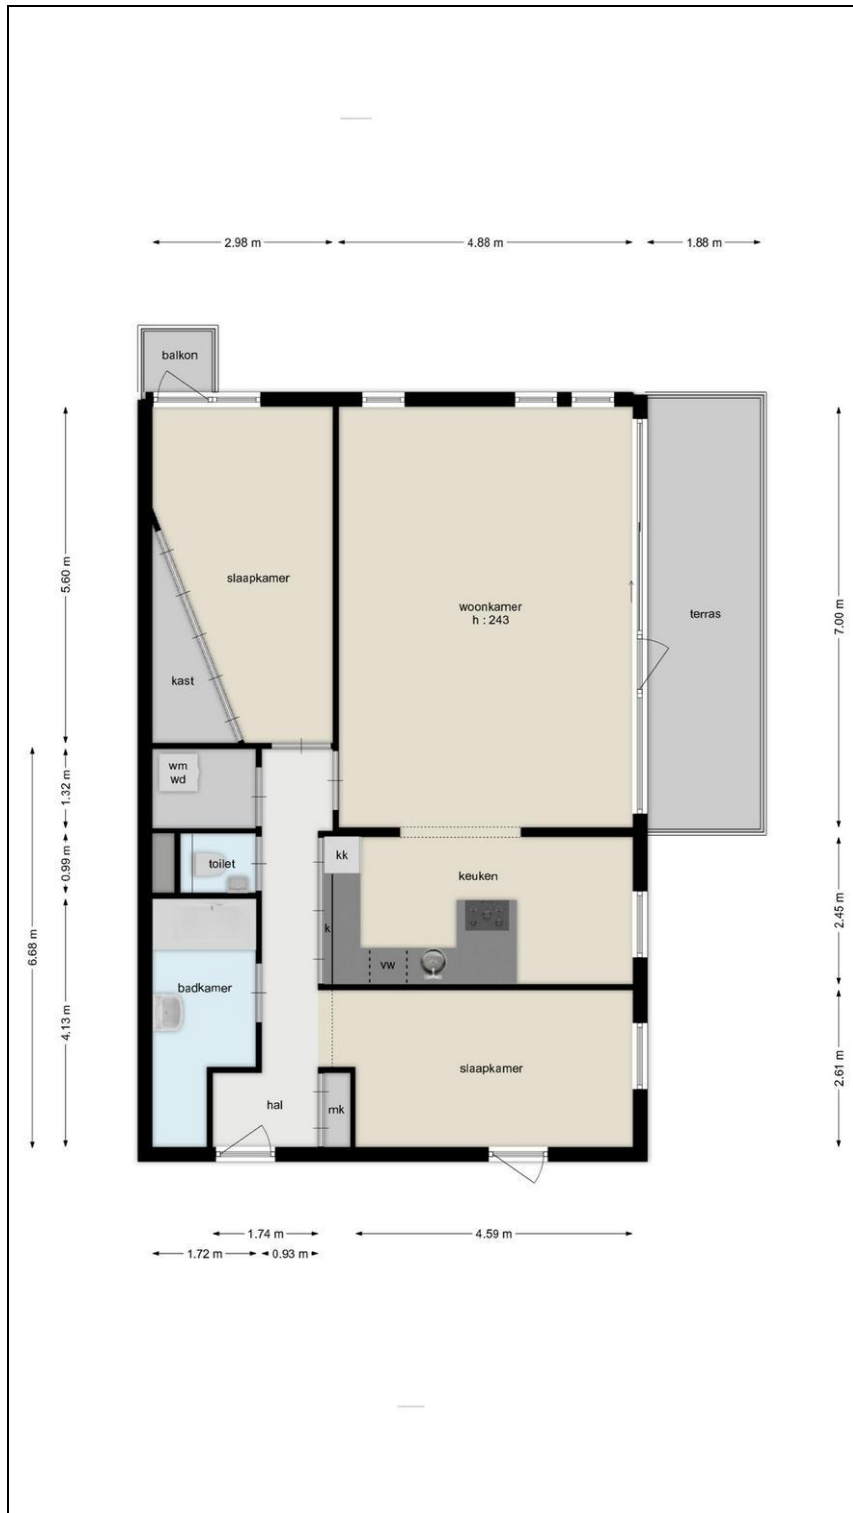 2.98 m
4.88 m
1.88 m
balkon
5.60 m
7.00 m
slaapkamer
woonkamer
h : 243
terras
kast
wm
wd
1.32 m
toilet
0.99 m
kk
keuken
2.45 m
k
vw
6.68 m
badkamer
4.13 m
slaapkamer
2.61 m
hal
mk
1.74 m
4.59 m
1.72 m
0.93 m